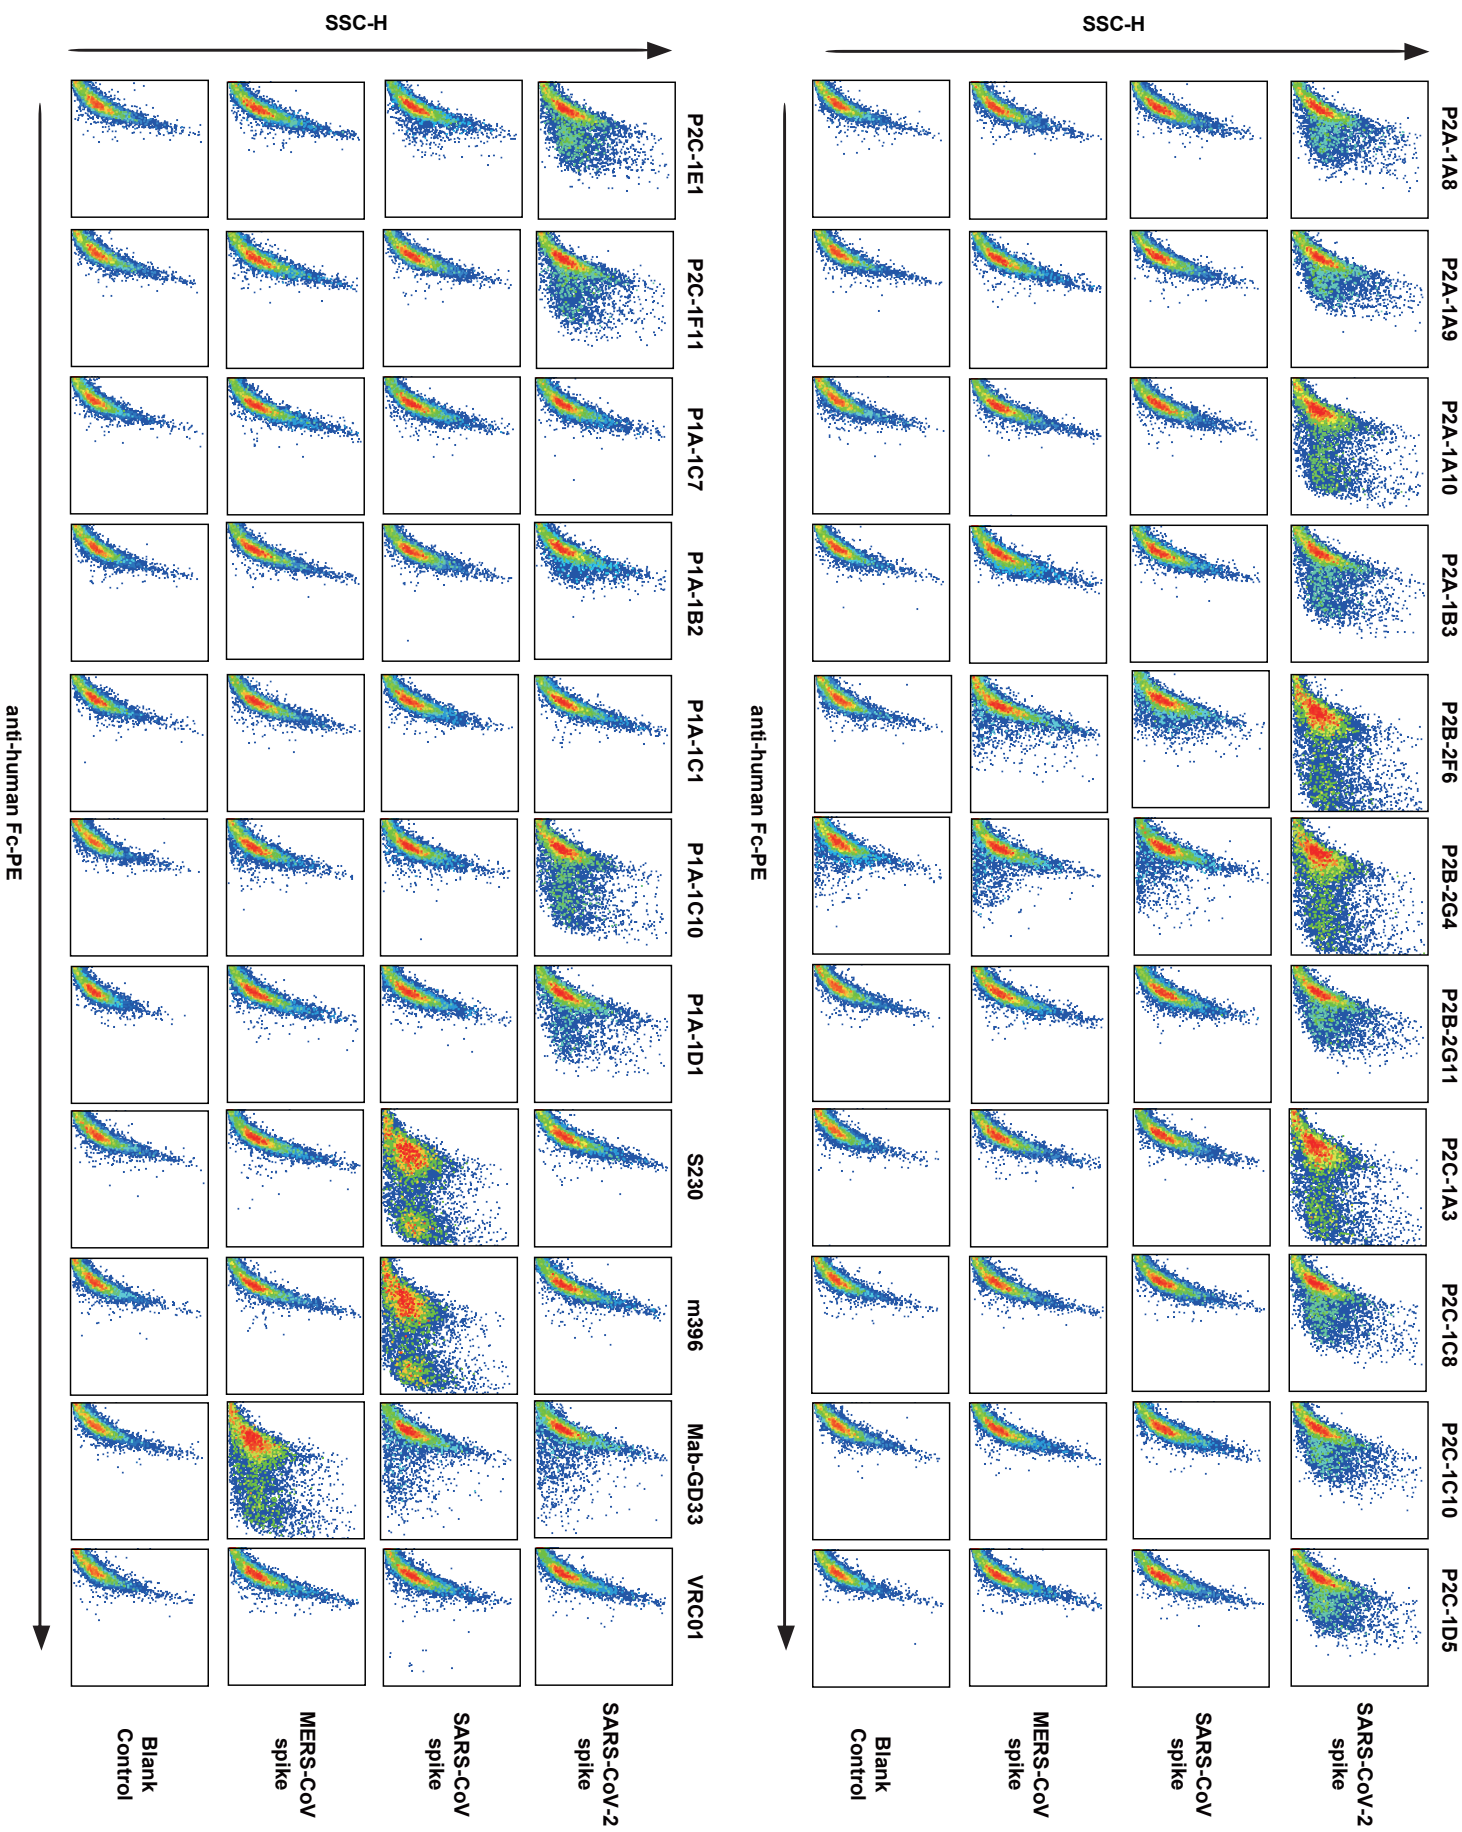 SSC-H
P2A-1A8
P2A-1A9
P2A-1A10
P2A-1B3
P2B-2F6
P2B-2G4
P2B-2G11
P2C-1A3
P2C-1C8
P2C-1C10
P2C-1D5
SARS-CoV-2
spike
SARS-CoV
spike
MERS-CoV
spike
Blank
Control
anti-human Fc-PE
SSC-H
P2C-1E1
P2C-1F11
P1A-1C7
P1A-1B2
P1A-1C1
P1A-1C10
P1A-1D1
S230
m396
Mab-GD33
VRC01
SARS-CoV-2
spike
SARS-CoV
spike
MERS-CoV
spike
Blank
Control
anti-human Fc-PE